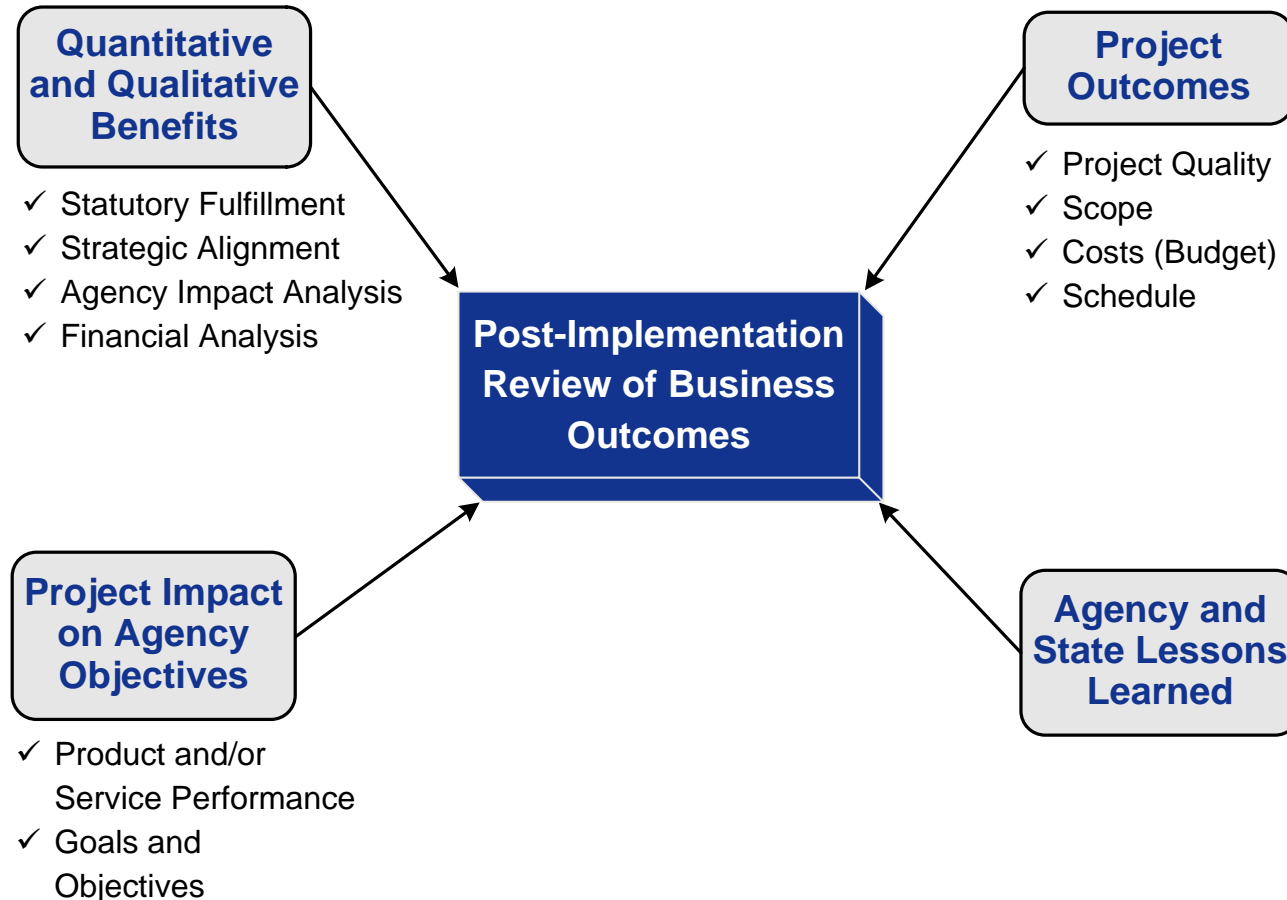 Quantitative
and Qualitative
Benefits
✓ Statutory Fulfillment
✓ Strategic Alignment
✓ Agency Impact Analysis
✓ Financial Analysis
Project
Outcomes
✓ Project Quality
✓ Scope
✓ Costs (Budget)
✓ Schedule
Post-Implementation
Review of Business
Outcomes
Project Impact
on Agency
Objectives
✓ Product and/or
Service Performance
✓ Goals and
Objectives
Agency and
State Lessons
Learned